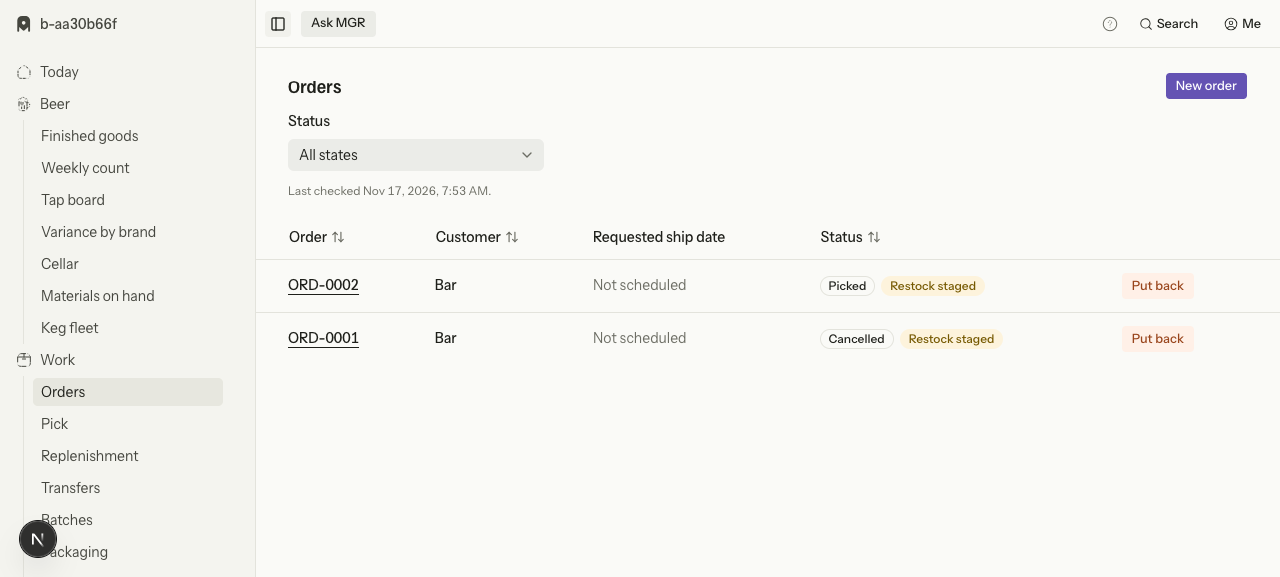 b-aa30b66f
Ask MGR
Search
Me
Today
Beer
Finished goods
Weekly count
Tap board
Variance by brand
Cellar
Materials on hand
Keg fleet
Work
Orders
Pick
Replenishment
Transfers
Batches
ackaging
N
Orders
New order
Status
All states
Last checked Nov 17, 2026, 7:53 AM.
Order Customer Requested ship date Status
ORD-0002 Bar Not scheduled Picked Restock staged Put back
ORD-0001 Bar Not scheduled Cancelled Restock staged Put back